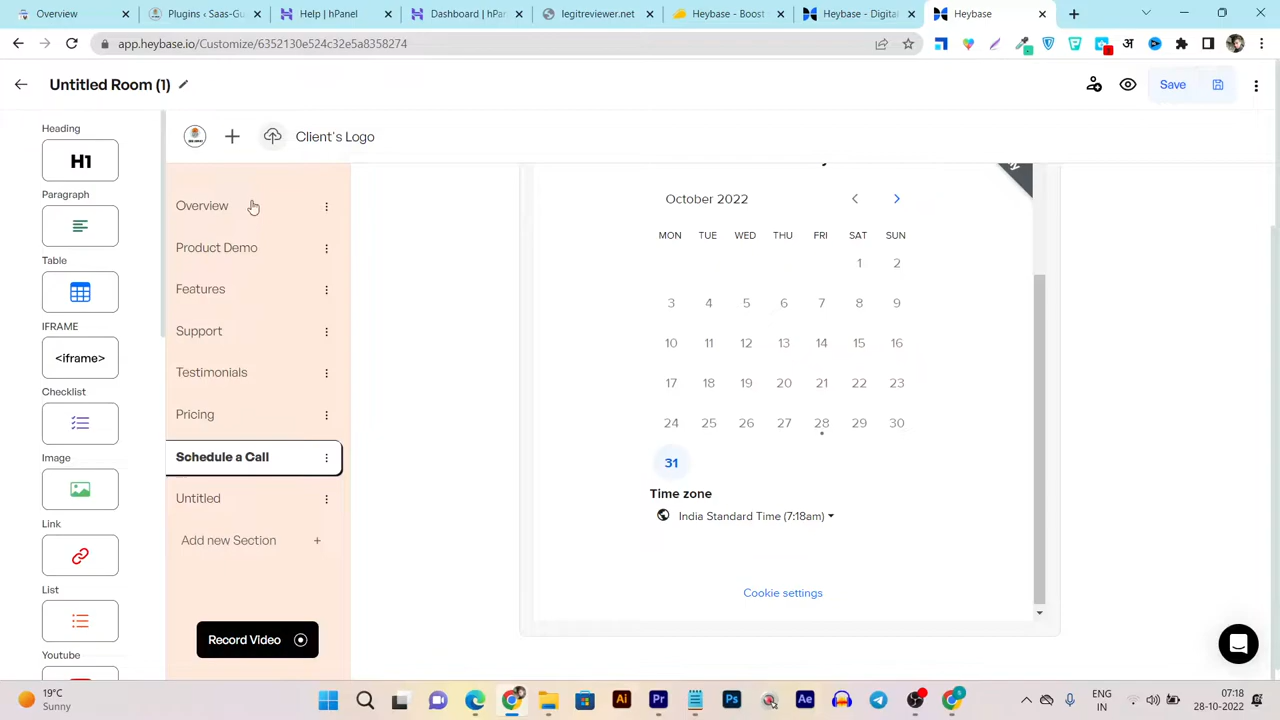 Overview
Plugins ‹ Saas-
Help | hPanel
Dashboard | hPa
legitreviewer.net
Heybase - Boost
Heybase - Digita
Heybase
app.heybase.io/Customize/6352130e524c32e5a8358274
Untitled Room (1)
Save
Heading
H1
Paragraph
Table
IFRAME
<iframe>
Checklist
Image
Link
List
Youtube
Client's Logo
Overview
Product Demo
Features
Support
Testimonials
Pricing
Schedule a Call
Untitled
Add new Section +
Record Video
October 2022
MON TUE WED THU FRI SAT SUN
1 2
3 4 5 6 7 8 9
10 11 12 13 14 15 16
17 18 19 20 21 22 23
24 25 26 27 28 29 30
31
Time zone
India Standard Time (7:18am)
Cookie settings
19°C
Sunny
Ai
Pr
Ps
Ae
ENG
IN
07:18
28-10-2022